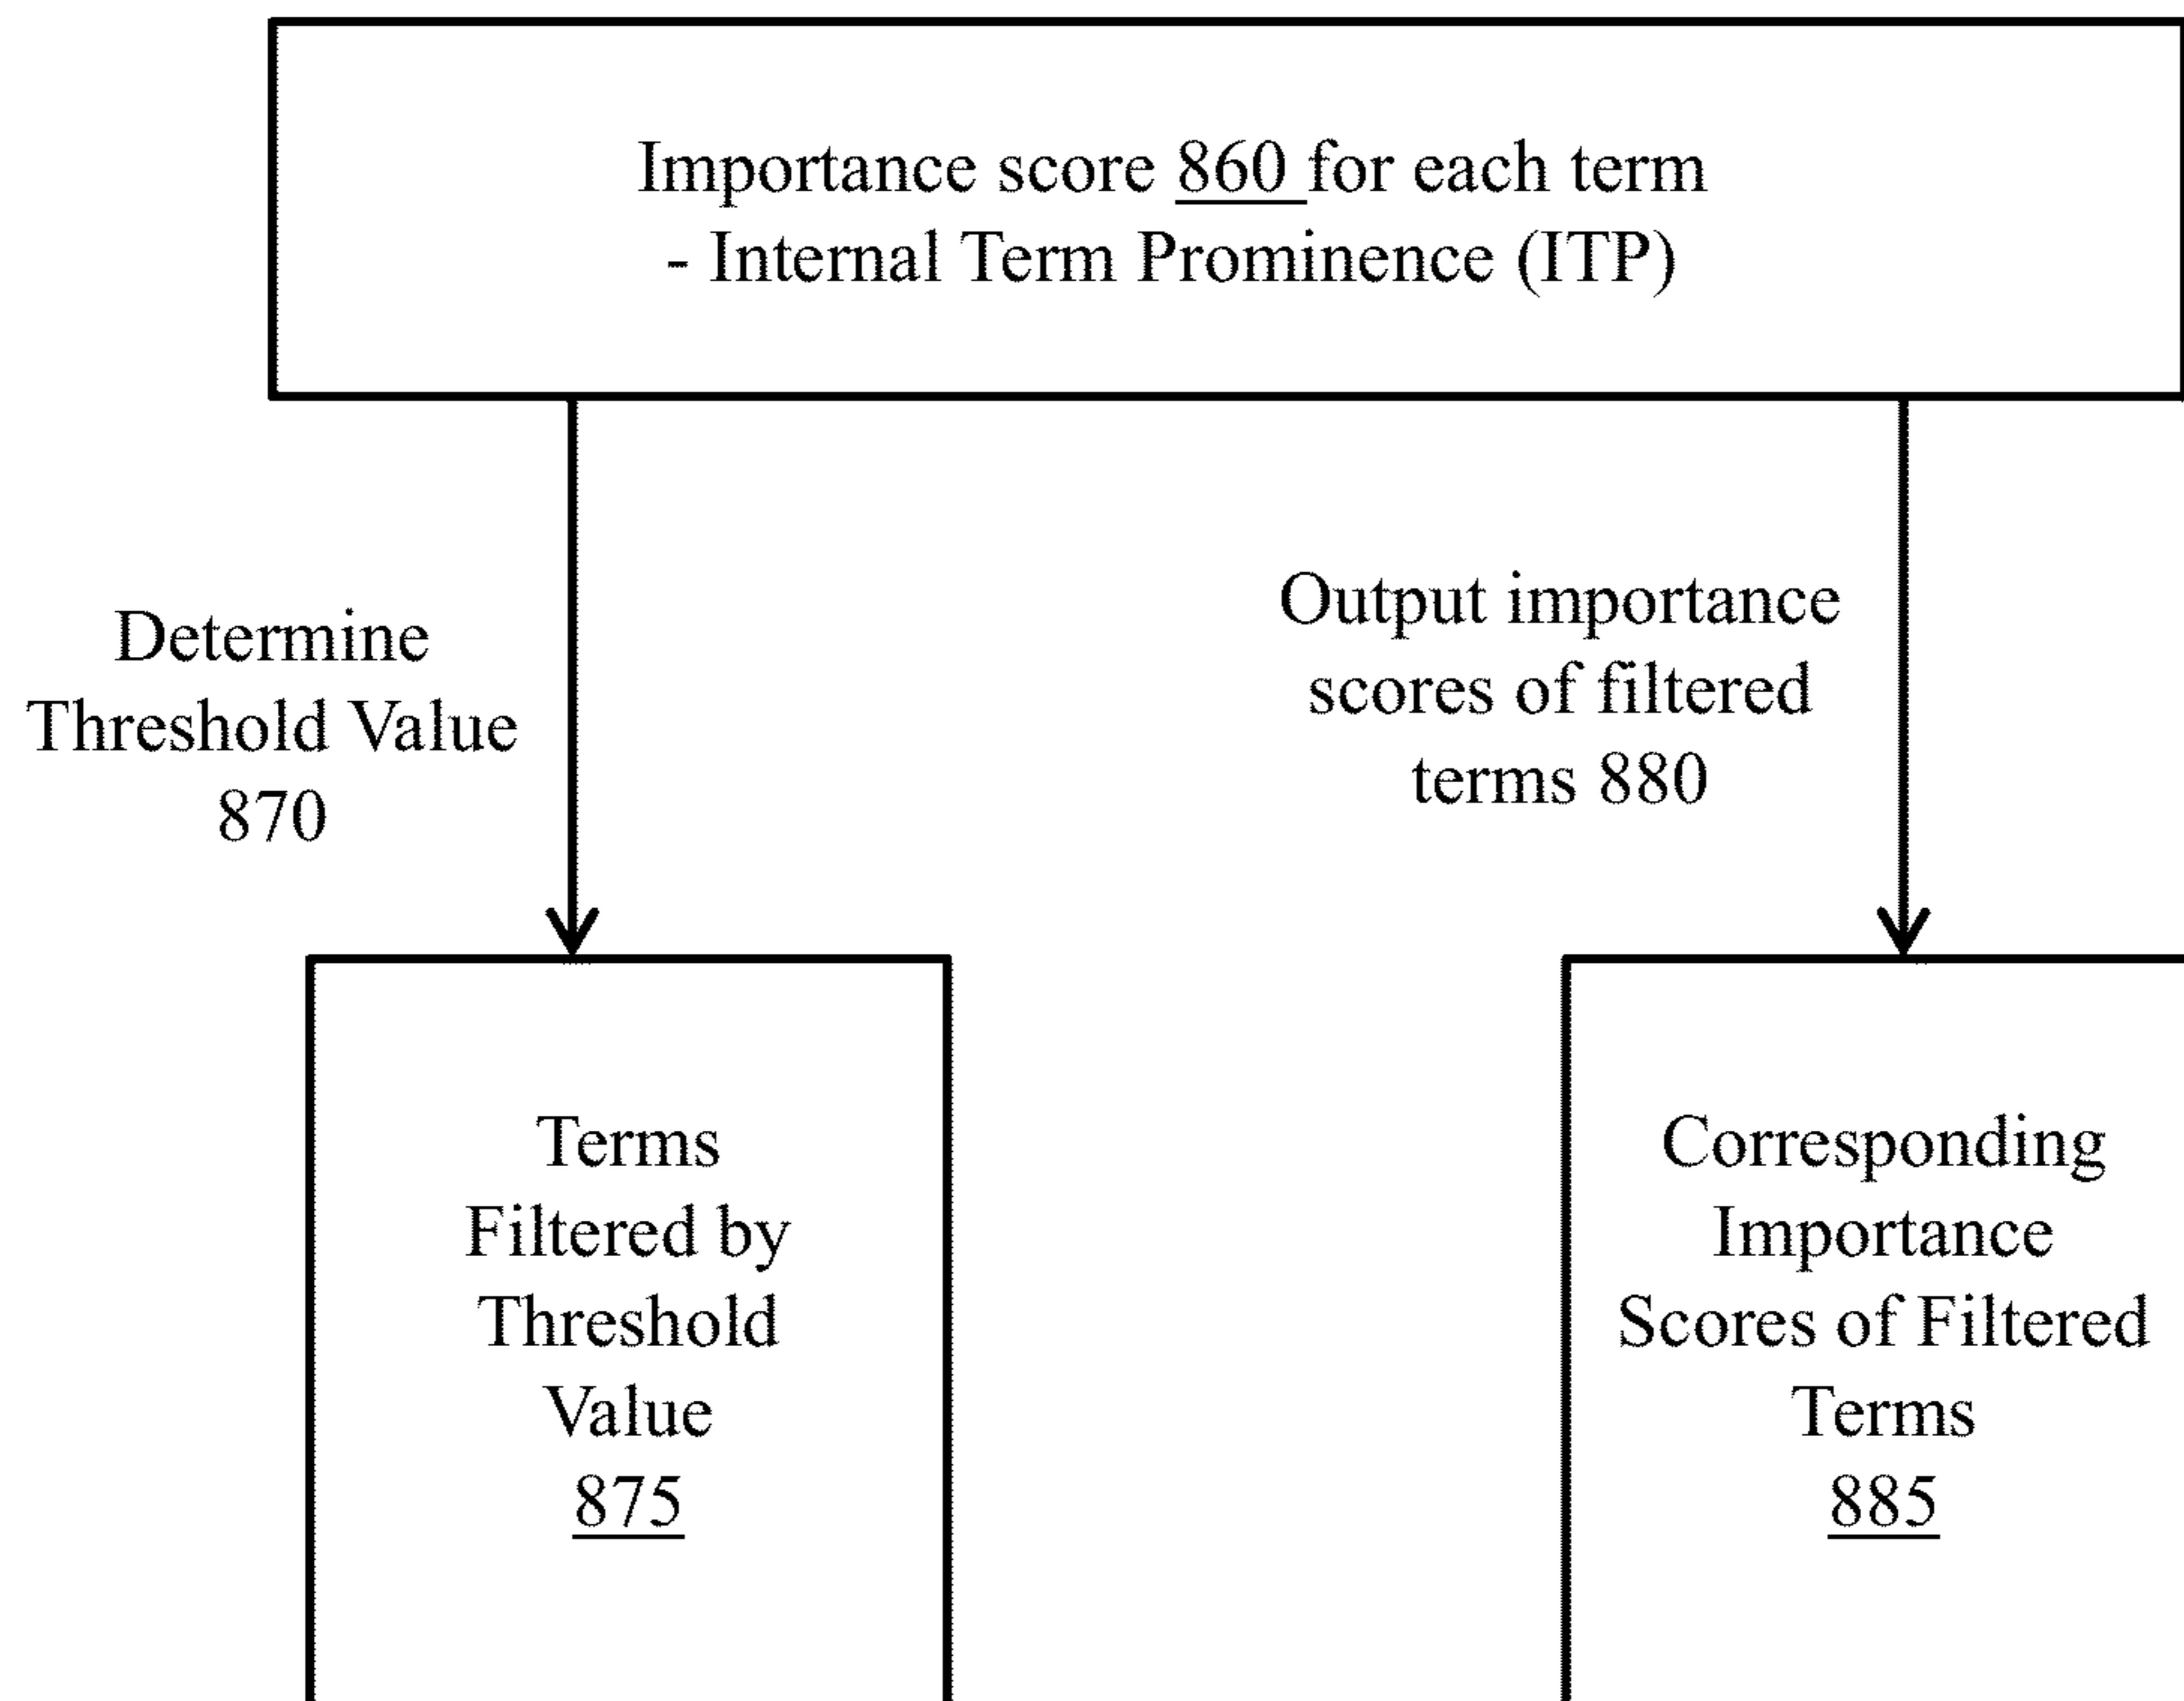 Importance score 860 for each term
- Internal Term Prominence (ITP)
Determine
Threshold Value
870
Output importance
scores of filtered
terms 880
Terms
Filtered by
Threshold
Value
875
Corresponding
Importance
Scores of Filtered
Terms
885